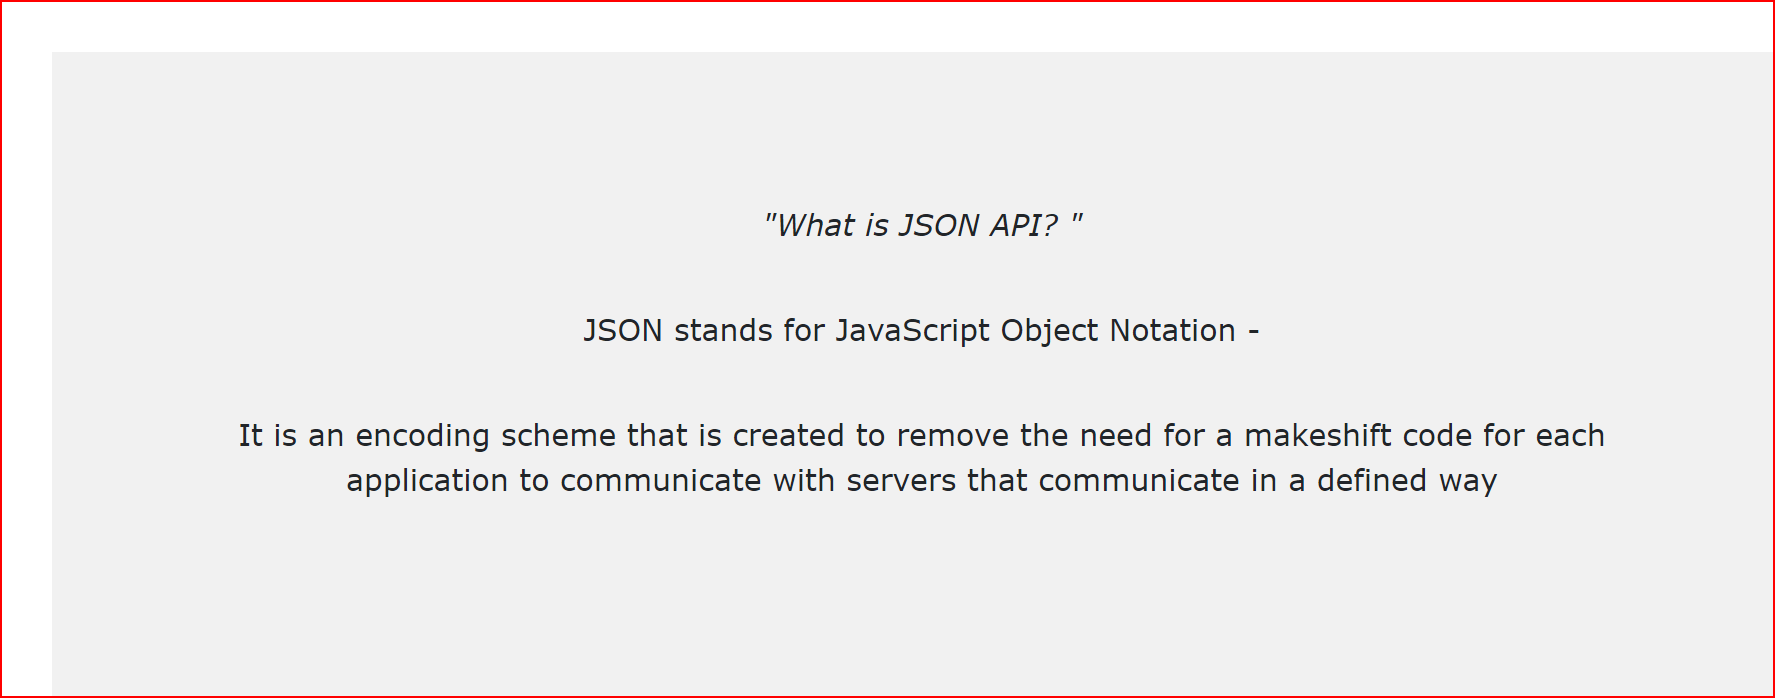 "What is JSON API? "
JSON stands for JavaScript Object Notation -
It is an encoding scheme that is created to remove the need for a makeshift code for each
application to communicate with servers that communicate in a defined way